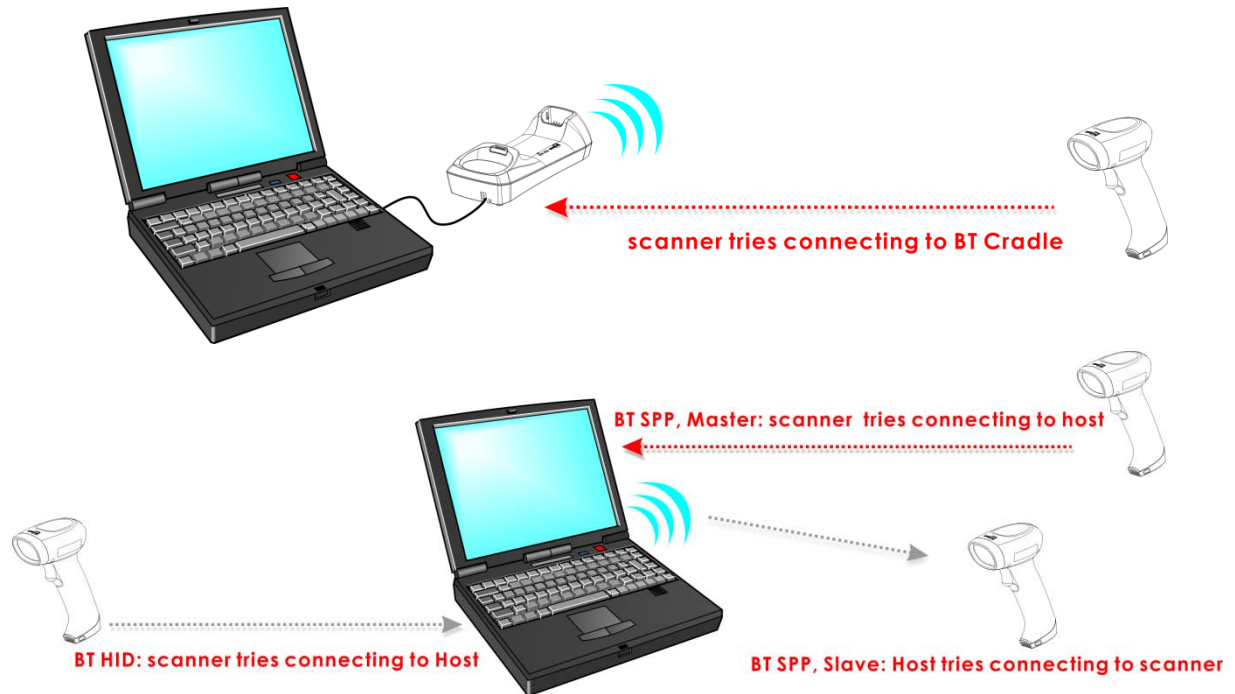 scanner tries connecting to BT Cradle
BT SPP, Master: scanner tries connecting to host
BT HID: scanner tries connecting to Host
BT SPP, Slave: Host tries connecting to scanner